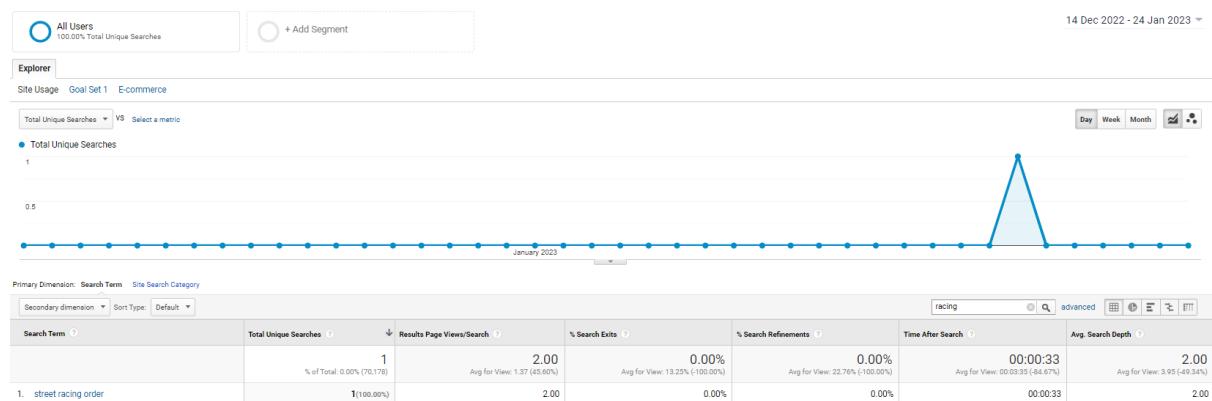 14 Dec 2022 - 24 Jan 2023
All Users
100.00% Total Unique Searches
+ Add Segment
Explorer
Site Usage Goal Set 1 E-commerce
Total Unique Searches VS Select a metric
Day Week Month
Total Unique Searches
1
0.5
January 2023
Primary Dimension: Search Term Site Search Category
Secondary dimension Sort Type: Default racing advanced
Search Term ? Total Unique Searches ? Results Page Views/Search ? % Search Exits ? % Search Refinements ? Time After Search ? Avg. Search Depth ?
1 2.00 0.00% 0.00% 00:00:33 2.00
% of Total: 0.00% (70,178) Avg for View: 1.37 (45.60%) Avg for View: 13.25% (-100.00%) Avg for View: 22.76% (-100.00%) Avg for View: 00:03:35 (-84.67%) Avg for View: 3.95 (-49.34%)
1. street racing order 1(100.00%) 2.00 0.00% 0.00% 00:00:33 2.00